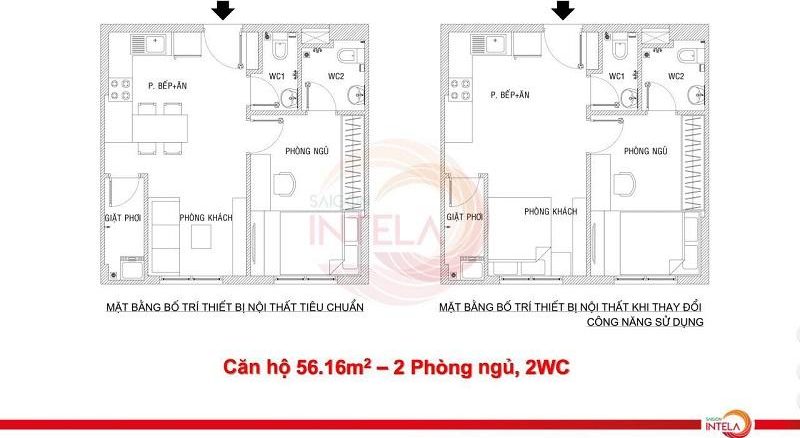 WC1
WC2
P. BẾP+ĂN
PHÒNG NGỦ
GIẶT PHƠI
PHÒNG KHÁCH
SAIGON
INTELA
MẶT BẰNG BỐ TRÍ THIẾT BỊ NỘI THẤT TIÊU CHUẨN
WC1
WC2
P. BẾP+ĂN
PHÒNG NGỦ
GIẶT PHƠI
PHÒNG KHÁCH
MẶT BẰNG BỐ TRÍ THIẾT BỊ NỘI THẤT KHI THAY ĐỔI
CÔNG NĂNG SỬ DỤNG
Căn hộ 56.16m² – 2 Phòng ngủ, 2WC
SAIGON
INTELA